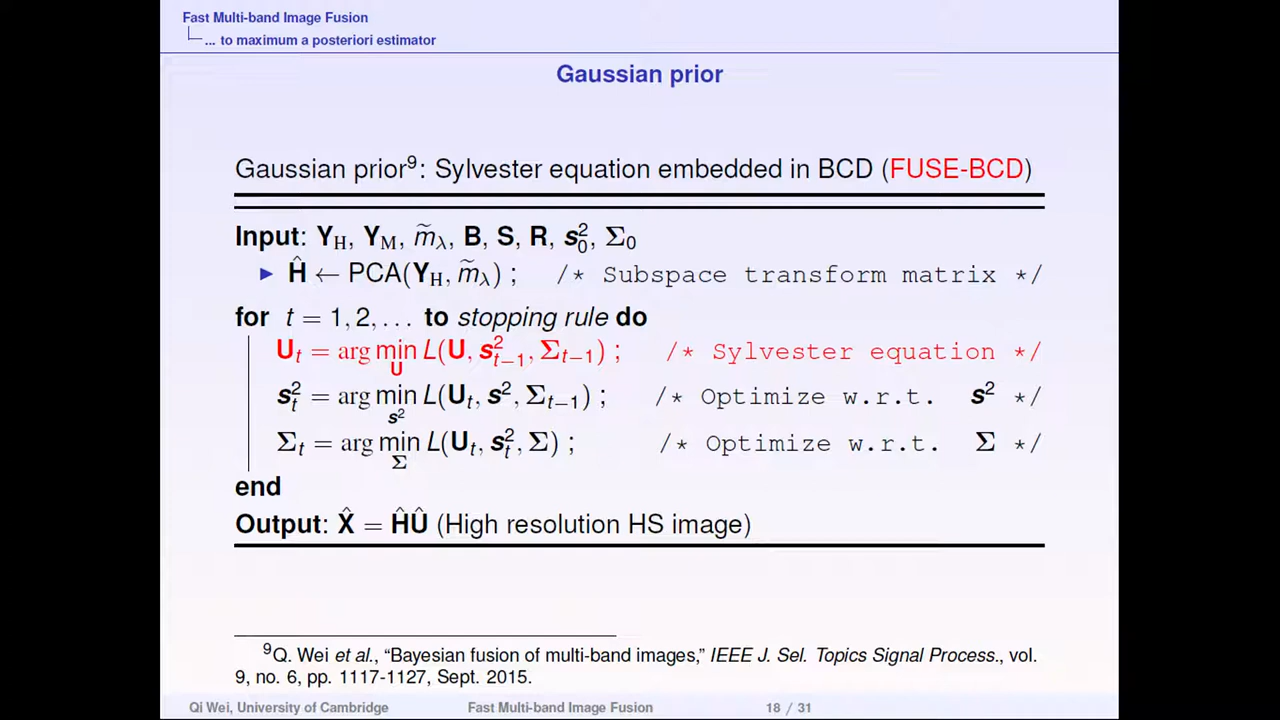 Fast Multi-band Image Fusion
... to maximum a posteriori estimator
Gaussian prior
Gaussian prior⁹: Sylvester equation embedded in BCD (FUSE-BCD)
Input: Y_H, Y_M, m̃_λ, B, S, R, s²_0, Σ_0
▶ Ĥ ← PCA(Y_H, m̃_λ) ; /* Subspace transform matrix */
for t = 1, 2, . . . to stopping rule do
U_t = arg min_U L(U, s²_{t−1}, Σ_{t−1}) ; /* Sylvester equation */
s²_t = arg min_{s²} L(U_t, s², Σ_{t−1}) ; /* Optimize w.r.t. s² */
Σ_t = arg min_Σ L(U_t, s²_t, Σ) ; /* Optimize w.r.t. Σ */
end
Output: X̂ = ĤÛ (High resolution HS image)
⁹Q. Wei et al., “Bayesian fusion of multi-band images,” IEEE J. Sel. Topics Signal Process., vol.
9, no. 6, pp. 1117-1127, Sept. 2015.
Qi Wei, University of Cambridge Fast Multi-band Image Fusion 18 / 31